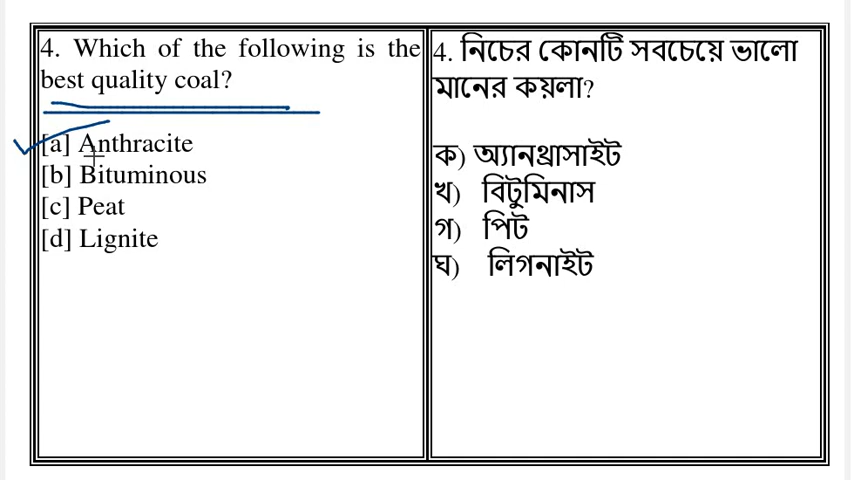 4. Which of the following is the
best quality coal?
[a] Anthracite
[b] Bituminous
[c] Peat
[d] Lignite
4. নিচের কোনটি সবচেয়ে ভালো
মানের কয়লা?
ক) অ্যানথ্রাসাইট
খ) বিটুমিনাস
গ) পিট
ঘ) লিগনাইট